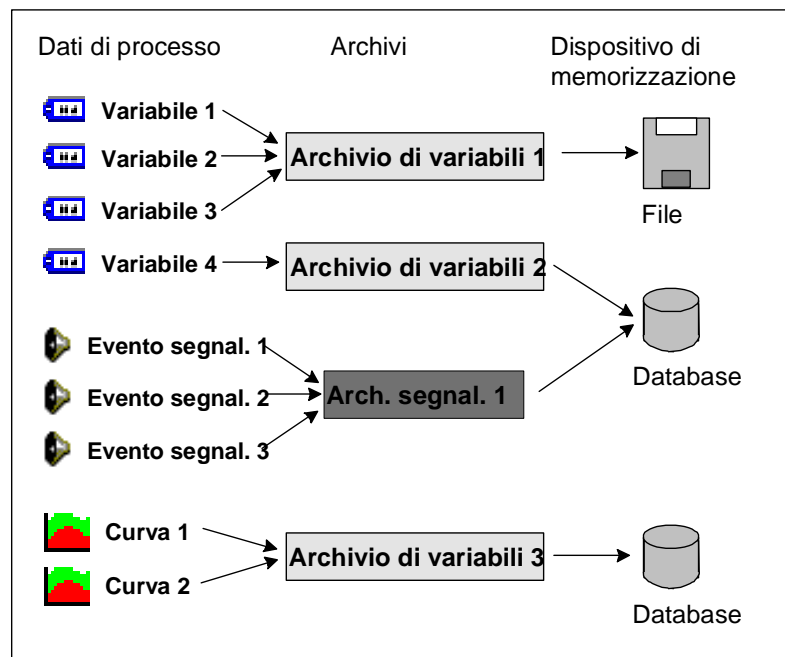 Dati di processo
Archivi
Dispositivo di
memorizzazione
Variabile 1
Variabile 2
Variabile 3
Archivio di variabili 1
File
Variabile 4
Archivio di variabili 2
Evento segnal. 1
Evento segnal. 2
Evento segnal. 3
Arch. segnal. 1
Database
Curva 1
Curva 2
Archivio di variabili 3
Database